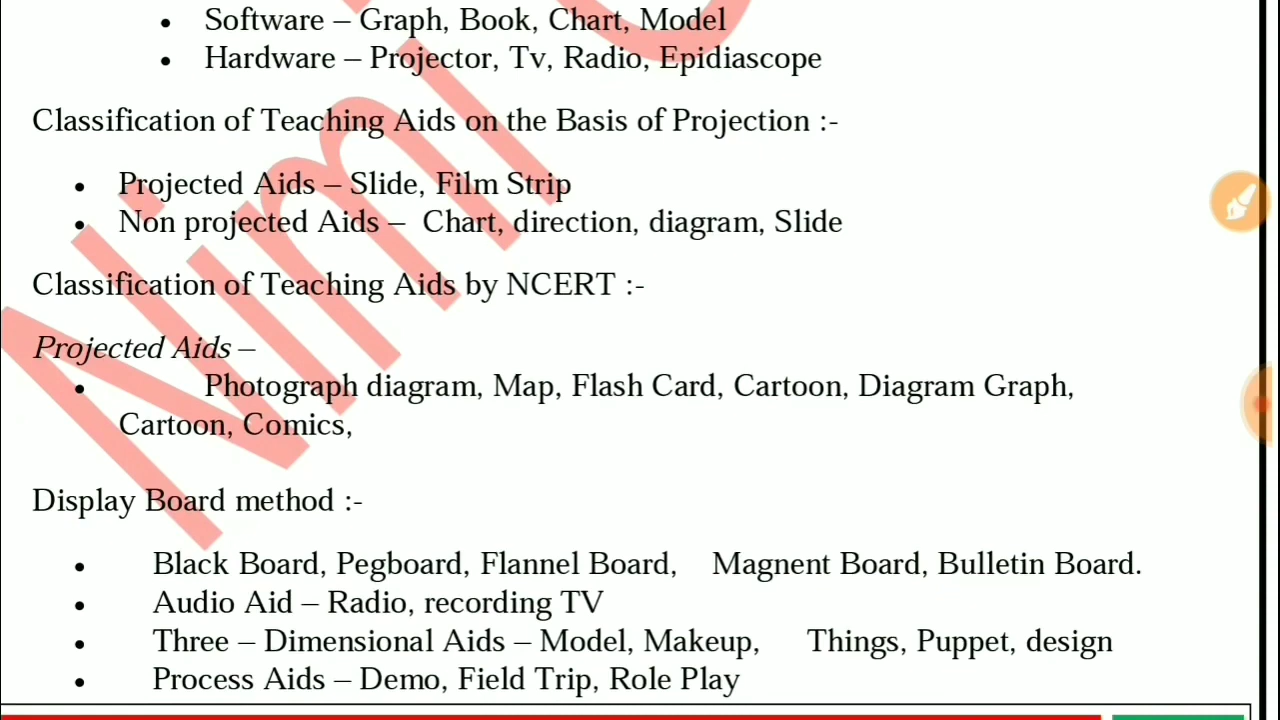 • Software – Graph, Book, Chart, Model
• Hardware – Projector, Tv, Radio, Epidiascope
Classification of Teaching Aids on the Basis of Projection :-
• Projected Aids – Slide, Film Strip
• Non projected Aids – Chart, direction, diagram, Slide
Classification of Teaching Aids by NCERT :-
Projected Aids –
• Photograph diagram, Map, Flash Card, Cartoon, Diagram Graph,
Cartoon, Comics,
Display Board method :-
• Black Board, Pegboard, Flannel Board, Magnent Board, Bulletin Board.
• Audio Aid – Radio, recording TV
• Three – Dimensional Aids – Model, Makeup, Things, Puppet, design
• Process Aids – Demo, Field Trip, Role Play